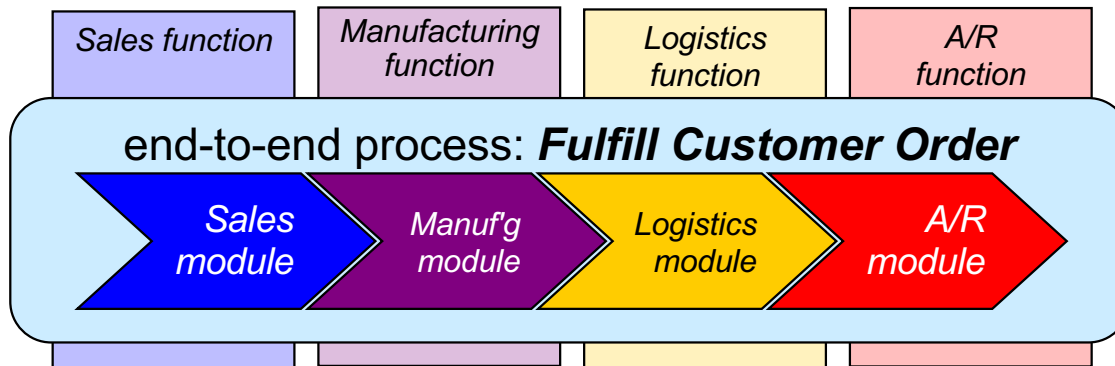 Sales function
Manufacturing
function
Logistics
function
A/R
function
end-to-end process: Fulfill Customer Order
Sales
module
Manuf'g
module
Logistics
module
A/R
module